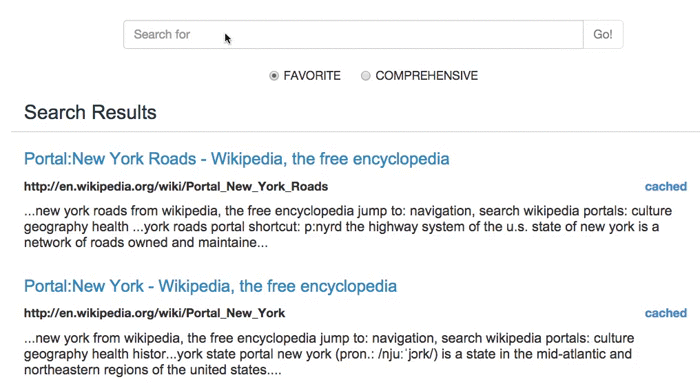 Search for
Go!
FAVORITE COMPREHENSIVE
Search Results
Portal:New York Roads - Wikipedia, the free encyclopedia
http://en.wikipedia.org/wiki/Portal_New_York_Roads cached
...new york roads from wikipedia, the free encyclopedia jump to: navigation, search wikipedia portals: culture
geography health ...york roads portal shortcut: p:nyrd the highway system of the u.s. state of new york is a
network of roads owned and maintaine...
Portal:New York - Wikipedia, the free encyclopedia
http://en.wikipedia.org/wiki/Portal_New_York cached
...new york from wikipedia, the free encyclopedia jump to: navigation, search wikipedia portals: culture
geography health histor...york state portal new york (pron.: /njuːˈjɔrk/) is a state in the mid-atlantic and
northeastern regions of the united states....